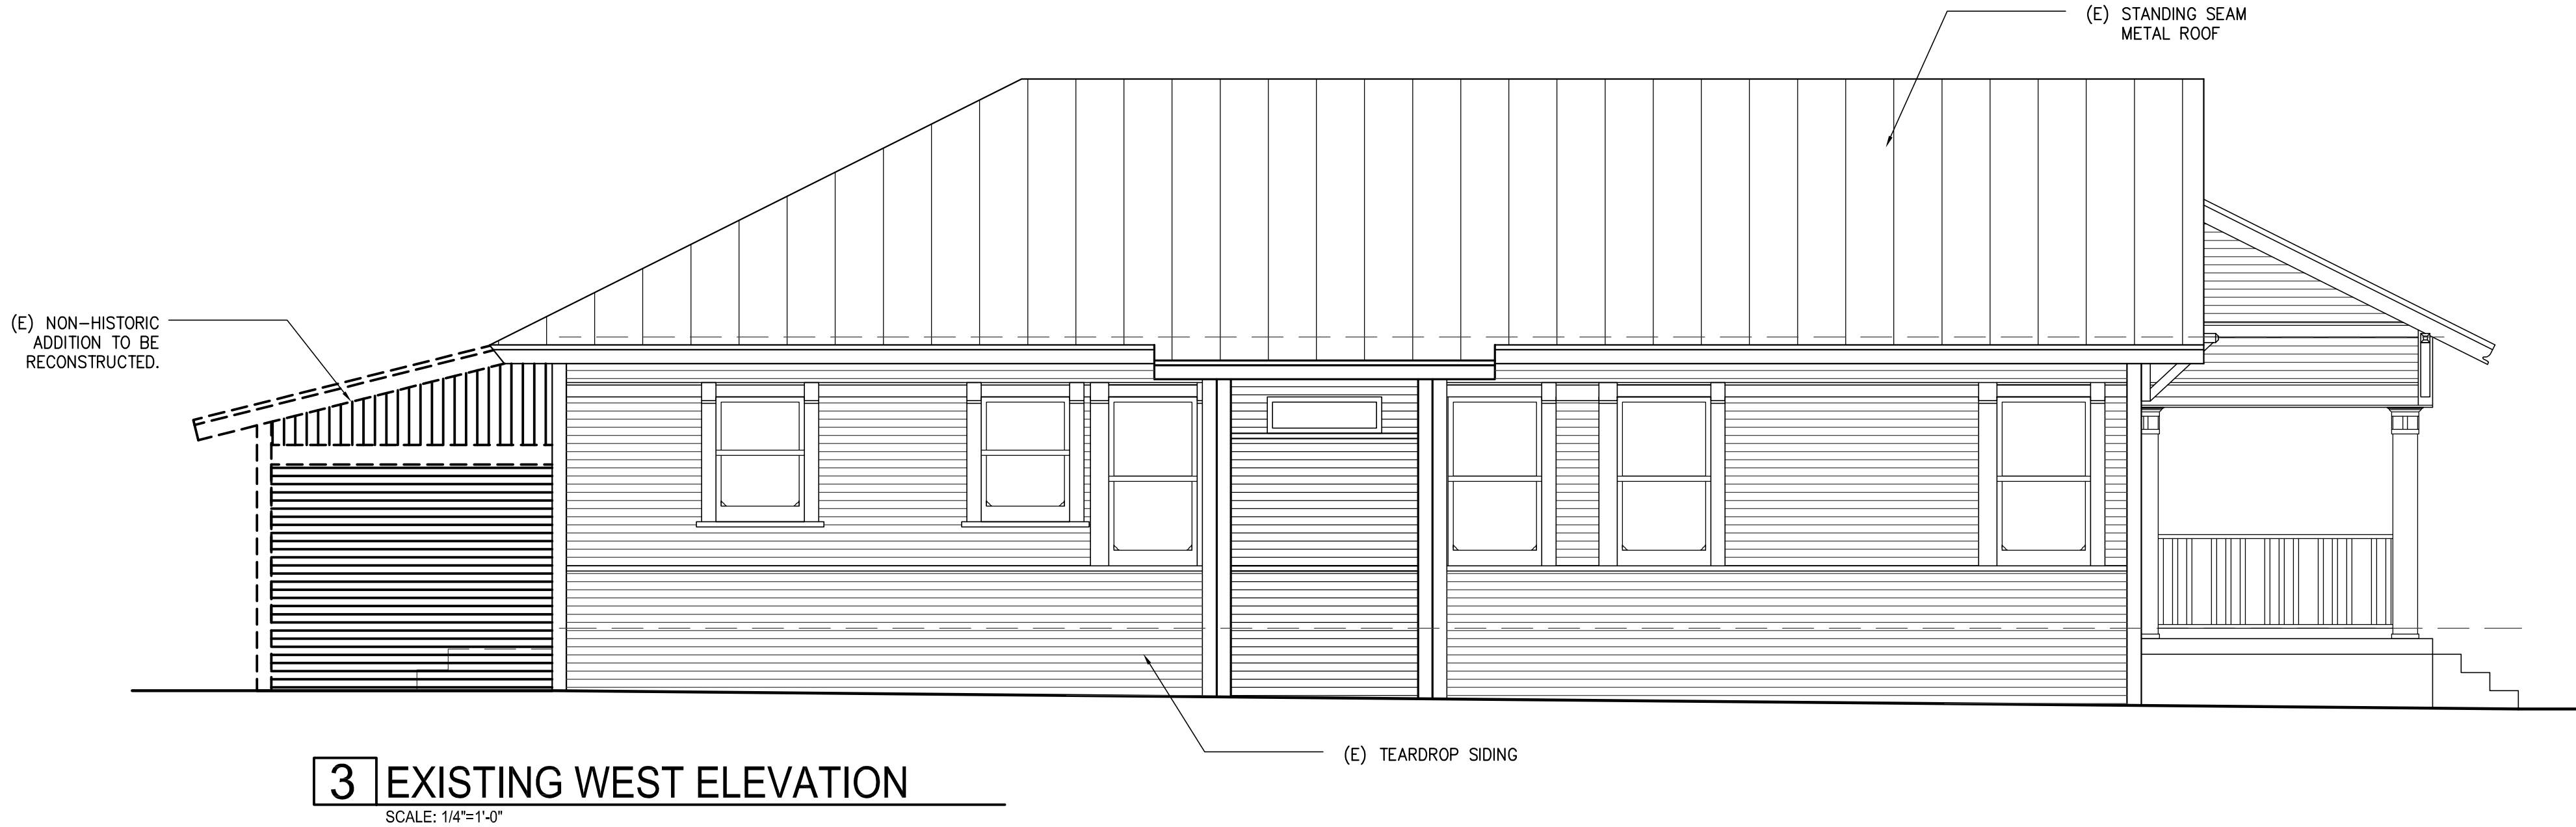 (E) STANDING SEAM
METAL ROOF
(E) NON-HISTORIC
ADDITION TO BE
RECONSTRUCTED.
(E) TEARDROP SIDING
3 EXISTING WEST ELEVATION
SCALE: 1/4"=1'-0"